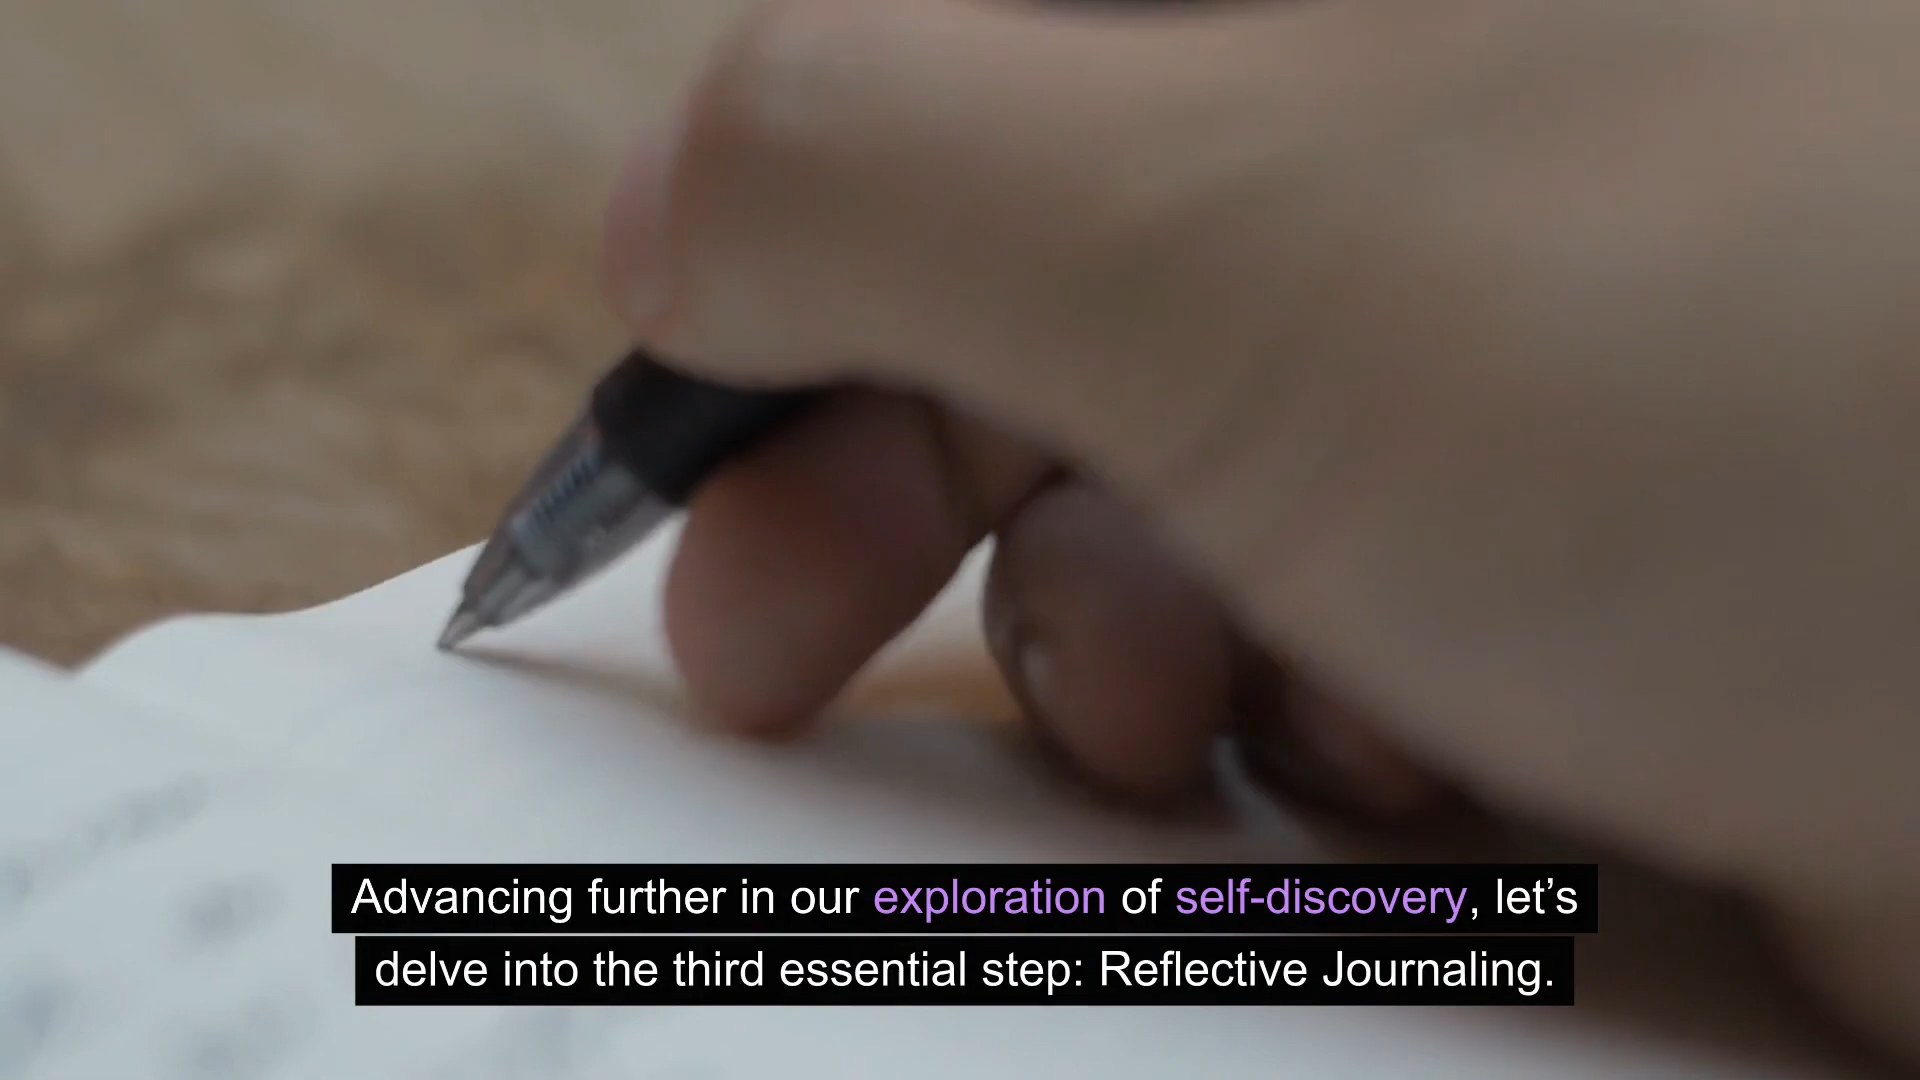 Advancing further in our exploration of self-discovery, let’s
delve into the third essential step: Reflective Journaling.